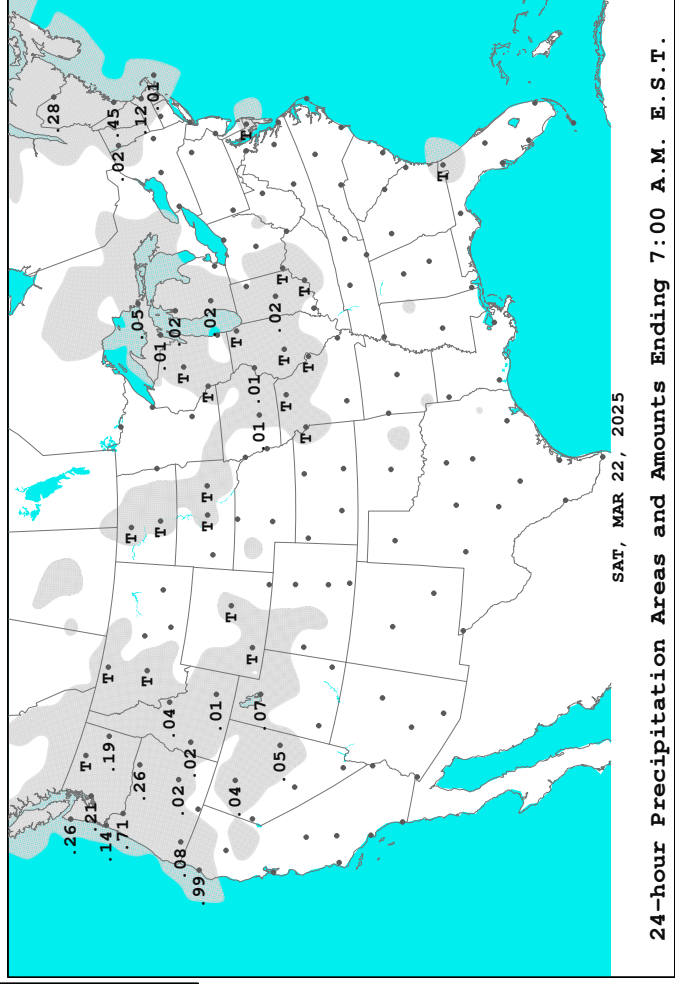 .28
.26
T
.21
.14
.19
T
.45
.02
.71
T
.05
.26
.12
T
.01
T
.01
.04
.02
.02
.08
T
.02
.99
T
T
T
.02
.01
T
.04
T
T
T
.01
.01
.07
.02
.05
T
T
T
T
T
T
T
SAT, MAR 22, 2025
24-hour Precipitation Areas and Amounts Ending 7:00 A.M. E.S.T.